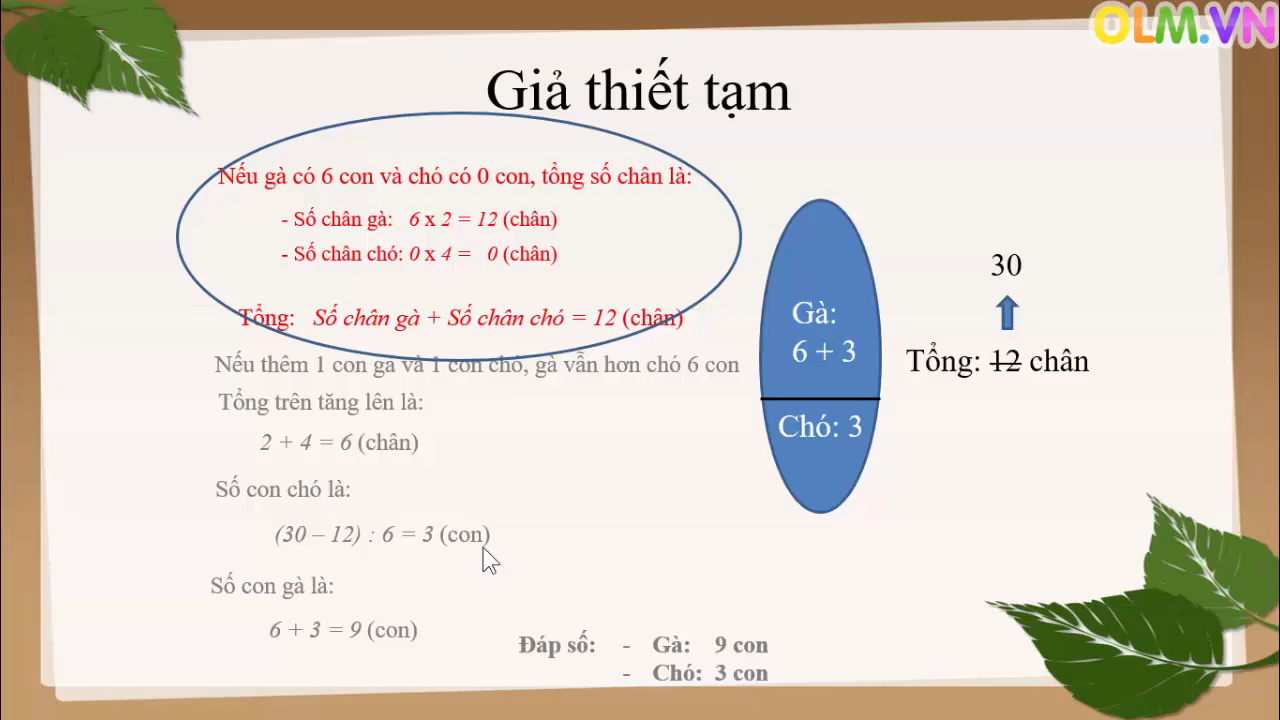 OLM.VN
Giả thiết tạm
Nếu gà có 6 con và chó có 0 con, tổng số chân là:
- Số chân gà: 6 x 2 = 12 (chân)
- Số chân chó: 0 x 4 = 0 (chân)
Tổng: Số chân gà + Số chân chó = 12 (chân)
Nếu thêm 1 con gà và 1 con chó, gà vẫn hơn chó 6 con
Tổng trên tăng lên là:
2 + 4 = 6 (chân)
Số con chó là:
(30 – 12) : 6 = 3 (con)
Số con gà là:
6 + 3 = 9 (con)
Đáp số: - Gà: 9 con
- Chó: 3 con
Gà:
6 + 3
Chó: 3
30
Tổng: 12 chân